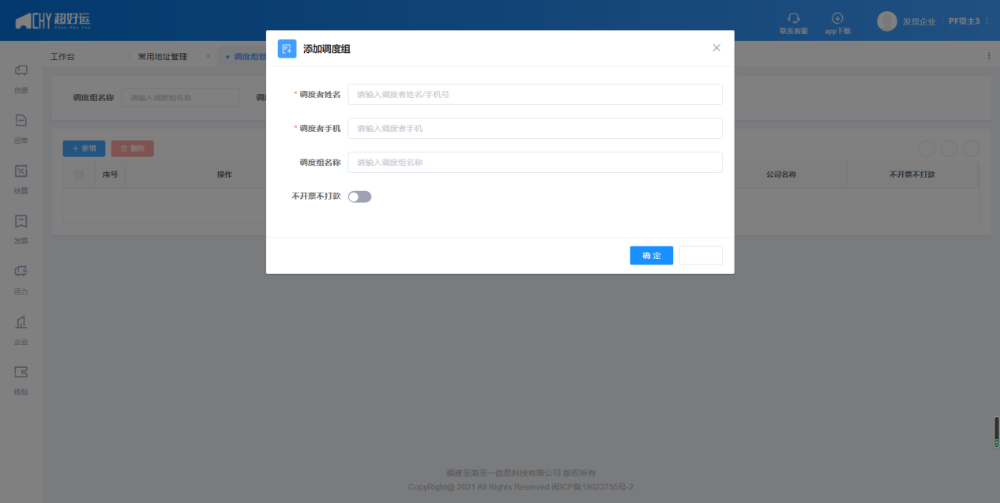 CHY 超好运
Chao Hao Yun
联系客服
app下载
发货企业
PF货主3
工作台
常用地址管理
调度组管
货源
运单
结算
发票
运力
企业
钱包
调度组名称
请输入调度组名称
调
新增
删除
序号
操作
公司名称
不开票不打款
添加调度组
* 调度者姓名
请输入调度者姓名/手机号
* 调度者手机
请输入调度者手机
调度组名称
请输入调度组名称
不开票不打款
确 定
福建至简至一信息科技有限公司 版权所有
CopyRight@ 2021 All Rights Reserved 闽ICP备19023755号-2